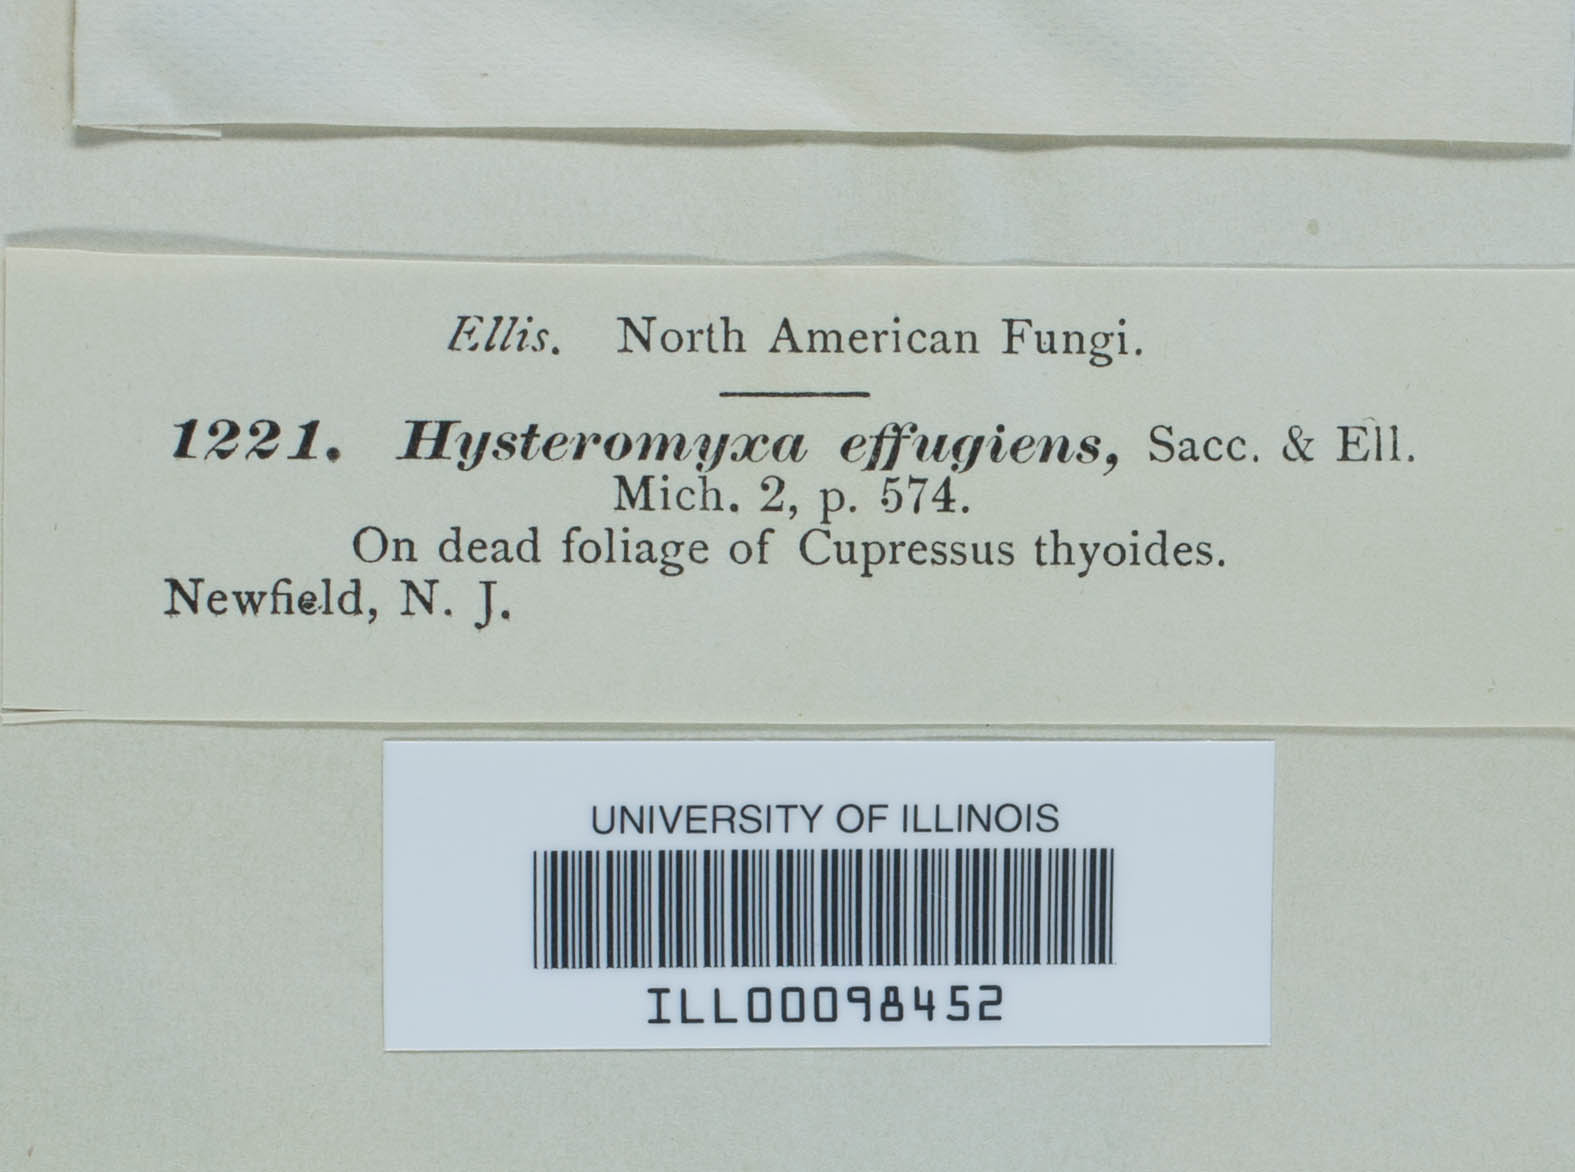 Ellis. North American Fungi.
1221. Hysteromyxa effugiens, Sacc. & Ell.
Mich. 2, p. 574.
On dead foliage of Cupressus thyoides.
Newfield, N. J.
UNIVERSITY OF ILLINOIS
ILL00098452